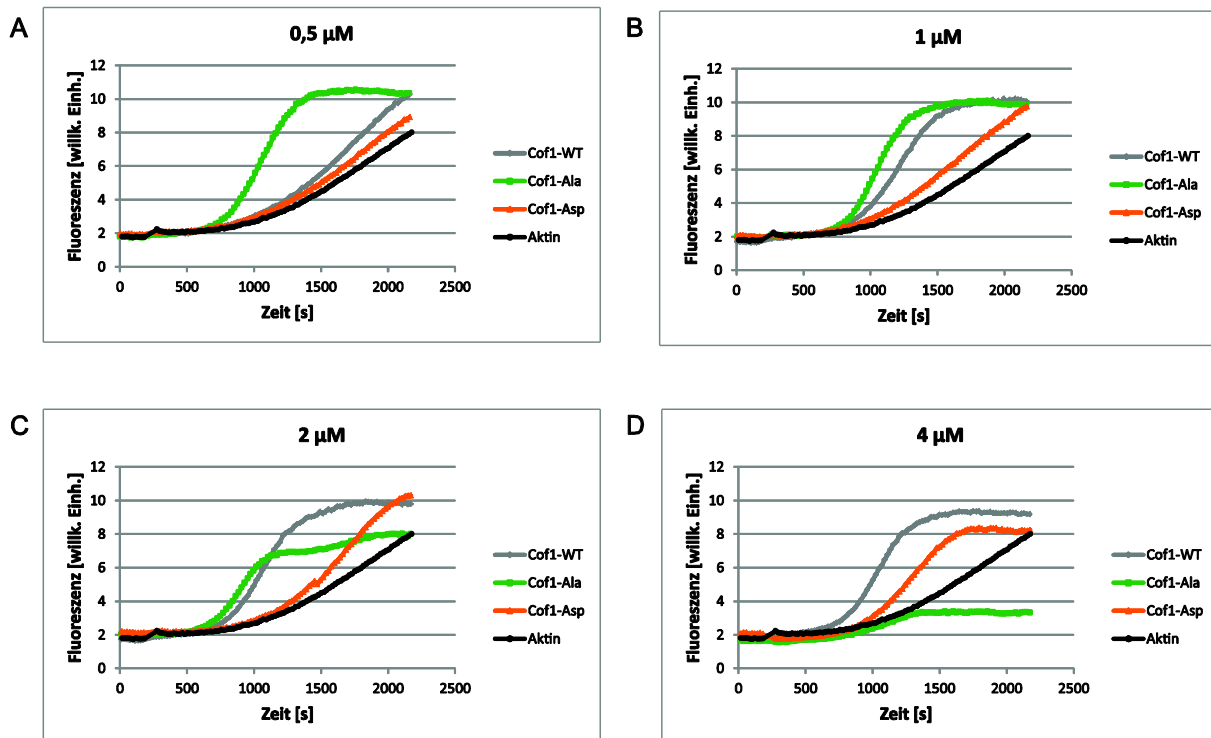 A
0,5 µM
Fluoreszenz [willk. Einh.]
12
10
8
6
4
2
0
0 500 1000 1500 2000 2500
Zeit [s]
Cof1-WT
Cof1-Ala
Cof1-Asp
Aktin
B
1 µM
Fluoreszenz [willk. Einh.]
12
10
8
6
4
2
0
0 500 1000 1500 2000 2500
Zeit [s]
Cof1-WT
Cof1-Ala
Cof1-Asp
Aktin
C
2 µM
Fluoreszenz [willk. Einh.]
12
10
8
6
4
2
0
0 500 1000 1500 2000 2500
Zeit [s]
Cof1-WT
Cof1-Ala
Cof1-Asp
Aktin
D
4 µM
Fluoreszenz [willk. Einh.]
12
10
8
6
4
2
0
0 500 1000 1500 2000 2500
Zeit [s]
Cof1-WT
Cof1-Ala
Cof1-Asp
Aktin